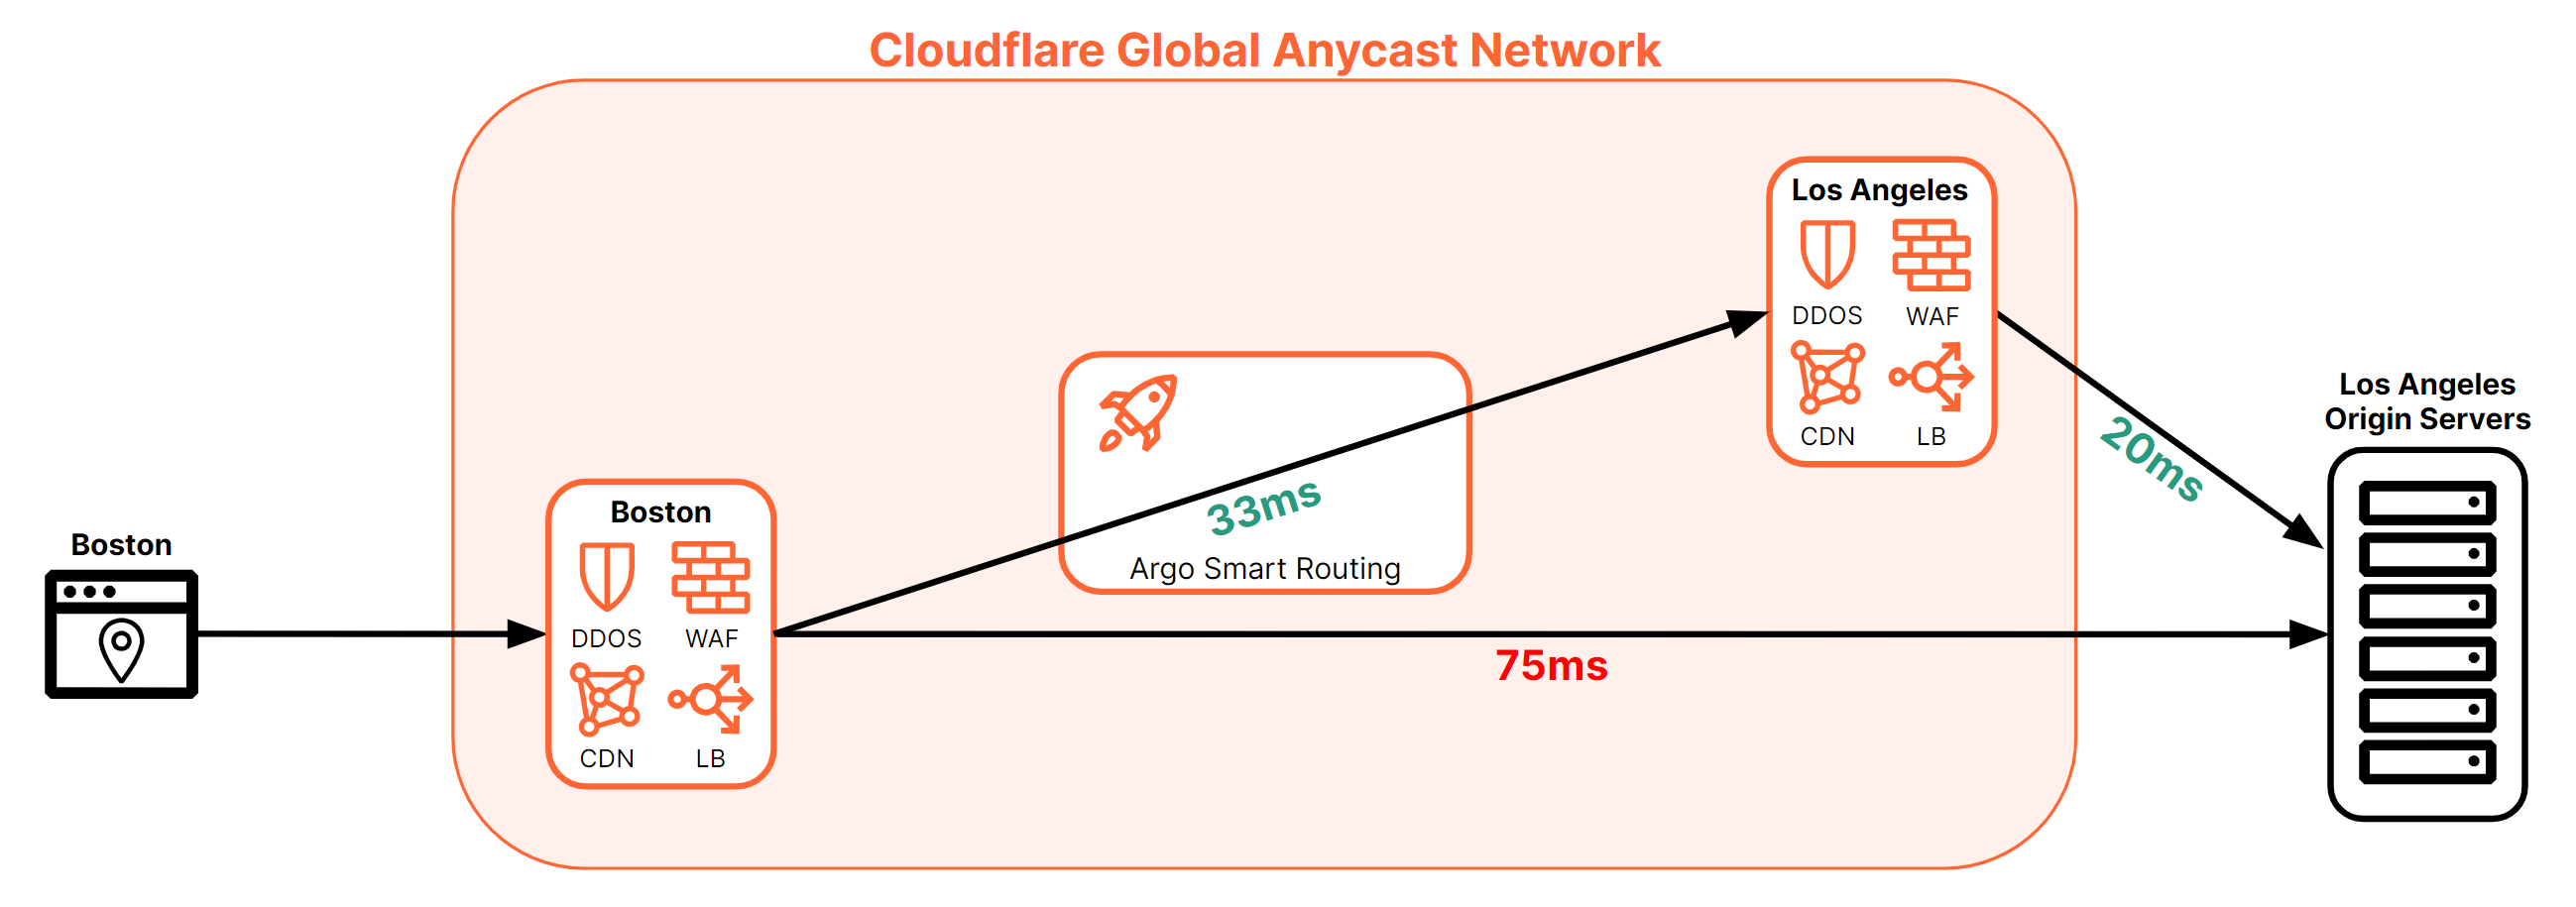 Cloudflare Global Anycast Network
Boston
Boston
DDOS
WAF
CDN
LB
33ms
Argo Smart Routing
75ms
Los Angeles
DDOS
WAF
CDN
LB
20ms
Los Angeles
Origin Servers